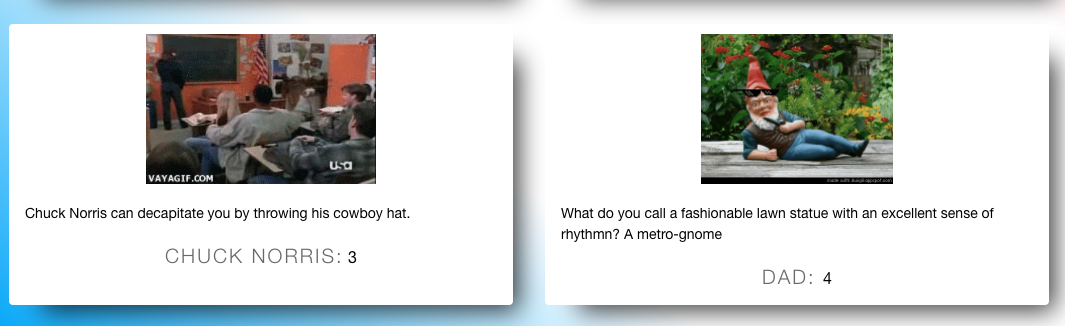 usa
VAYAGIF.COM
Chuck Norris can decapitate you by throwing his cowboy hat.
CHUCK NORRIS: 3
What do you call a fashionable lawn statue with an excellent sense of
rhythmn? A metro-gnome
DAD: 4